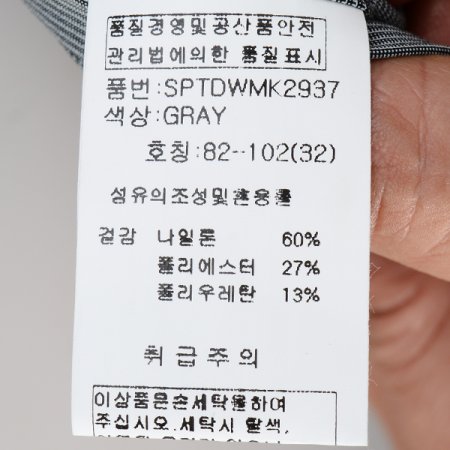 품질경영및공산품안전
관리법에의한 품질표시
품번:SPTDWMK2937
색상:GRAY
호칭:82--102(32)
섬유의조성및혼용률
겉감 나일론 60%
폴리에스터 27%
폴리우레탄 13%
취급주의
이상품은손세탁을하여
주십시오.세탁시 탈색,